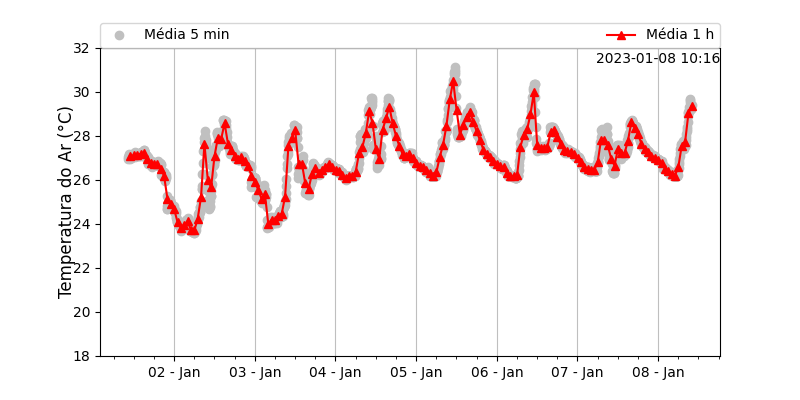 Média 5 min
Média 1 h
2023-01-08 10:16
Temperatura do Ar (°C)
32
30
28
26
24
22
20
18
02 - Jan
03 - Jan
04 - Jan
05 - Jan
06 - Jan
07 - Jan
08 - Jan